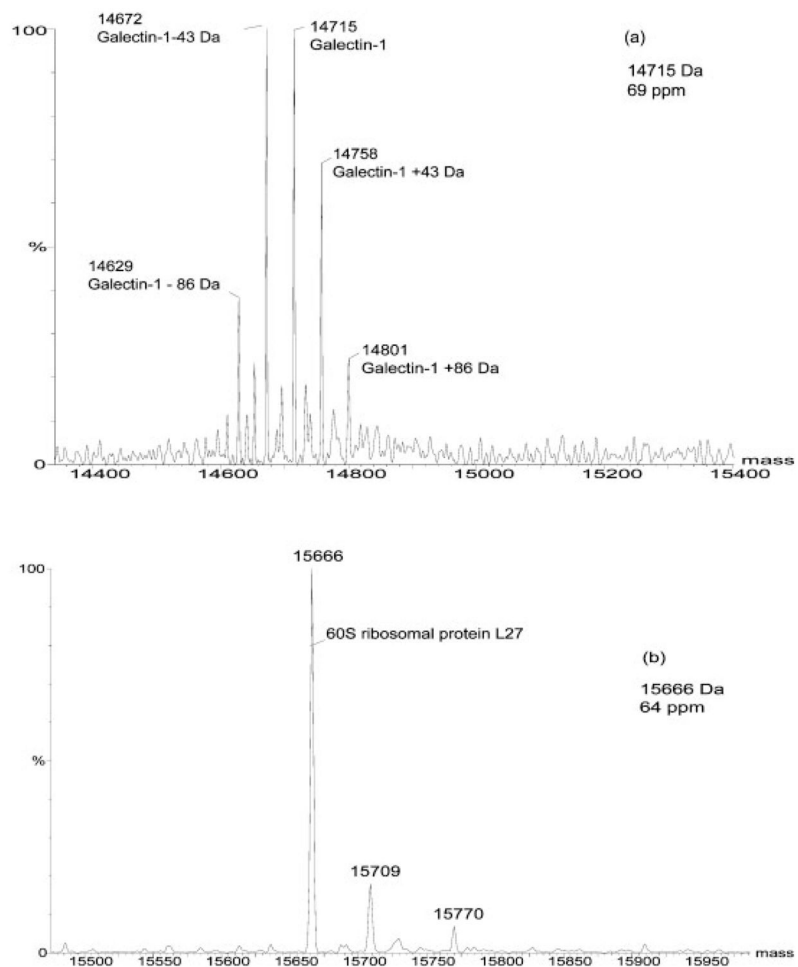 14672
Galectin-1-43 Da
14715
Galectin-1
(a)
14715 Da
69 ppm
100
14758
Galectin-1 +43 Da
%
14629
Galectin-1 - 86 Da
14801
Galectin-1 +86 Da
0
mass
14400 14600 14800 15000 15200 15400
15666
100
60S ribosomal protein L27
(b)
15666 Da
64 ppm
%
15709
15770
0
mass
15500 15600 15660 15700 15750 15800 15850 15900 15950